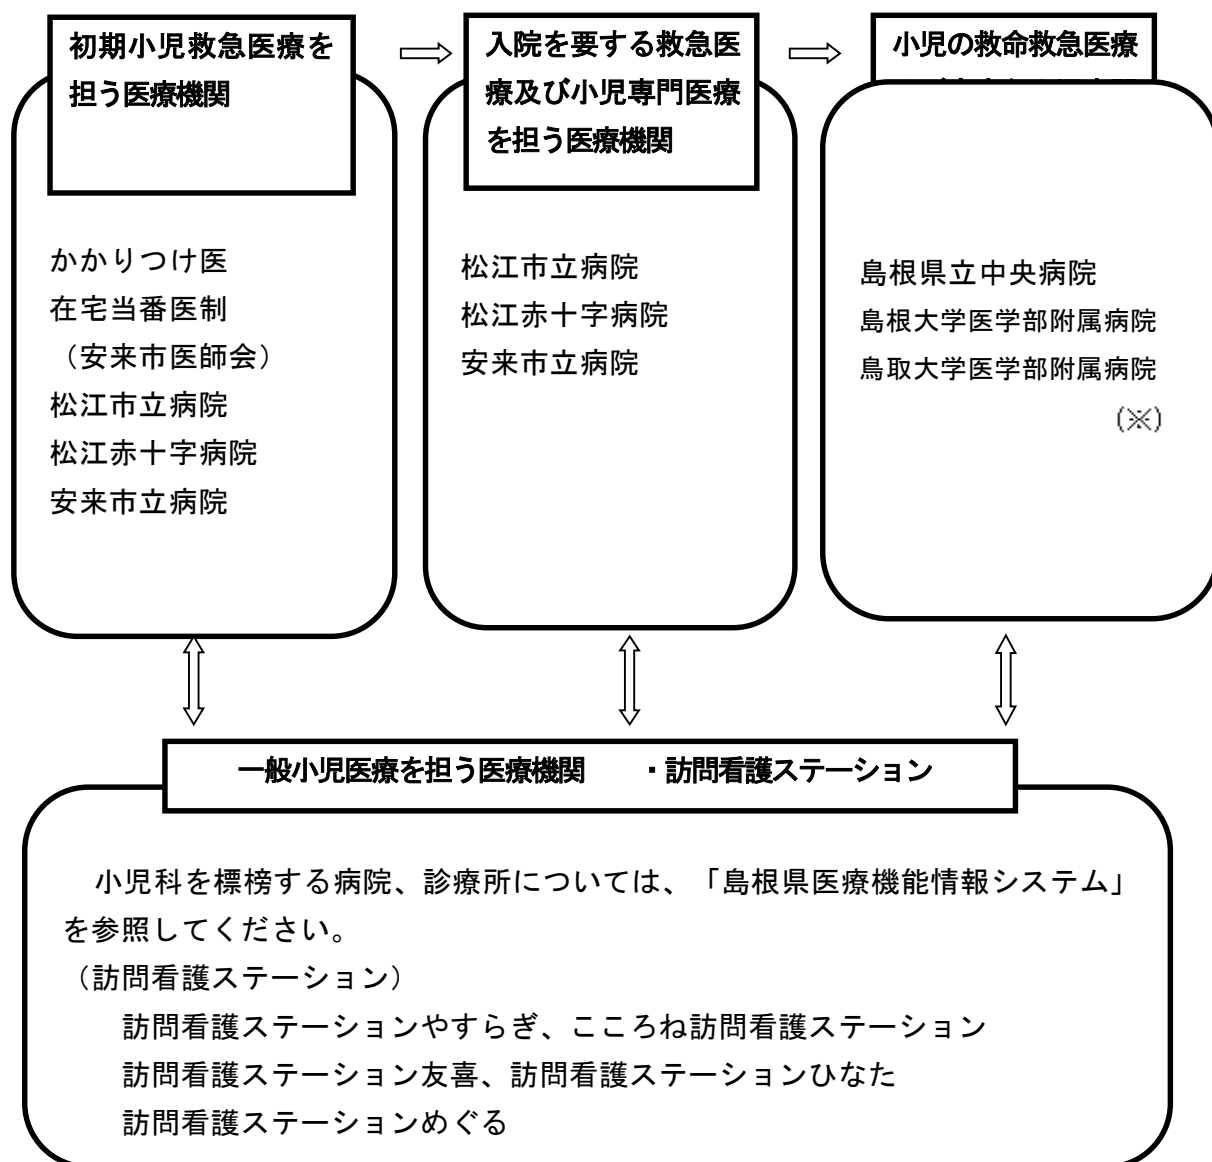 初期小児救急医療を
担う医療機関
かかりつけ医
在宅当番医制
（安来市医師会）
松江市立病院
松江赤十字病院
安来市立病院
入院を要する救急医
療及び小児専門医療
を担う医療機関
松江市立病院
松江赤十字病院
安来市立病院
小児の救命救急医療
島根県立中央病院
島根大学医学部附属病院
鳥取大学医学部附属病院
(※)
一般小児医療を担う医療機関　・訪問看護ステーション
小児科を標榜する病院、診療所については、「島根県医療機能情報システム」
を参照してください。
（訪問看護ステーション）
訪問看護ステーションやすらぎ、こころね訪問看護ステーション
訪問看護ステーション友喜、訪問看護ステーションひなた
訪問看護ステーションめぐる